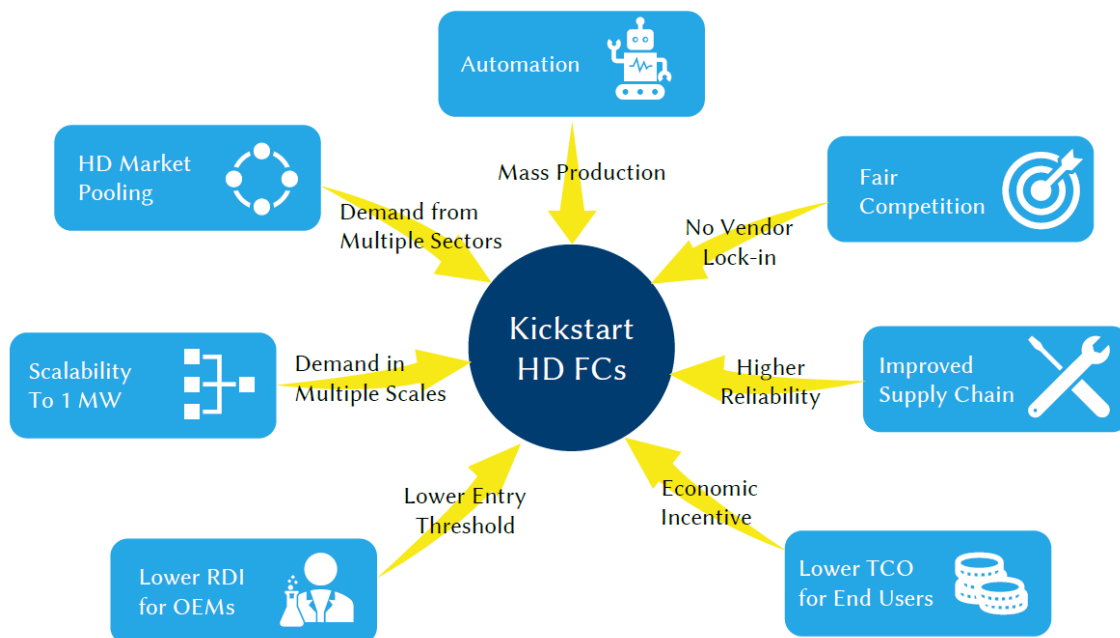 Automation
Mass Production
HD Market
Pooling
Demand from
Multiple Sectors
Fair
Competition
No Vendor
Lock-in
Kickstart
HD FCs
Scalability
To 1 MW
Demand in
Multiple Scales
Higher
Reliability
Improved
Supply Chain
Lower Entry
Threshold
Economic
Incentive
Lower RDI
for OEMs
Lower TCO
for End Users